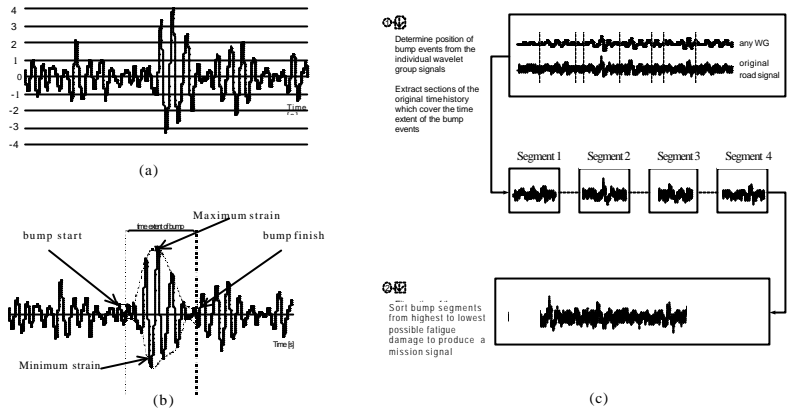 4
3
2
1
0
-1
-2
-3
-4
Time
(a)
Maximum strain
time extent of bump
bump start
bump finish
Time [s]
Minimum strain
(b)
Determine position of
bump events from the
individual wavelet
group signals
Extract sections of the
original time history
which cover the time
extent of the bump
events
any WG
original
road signal
Segment 1
Segment 2
Segment 3
Segment 4
Sort bump segments
from highest to lowest
possible fatigue
damage to produce a
mission signal
(c)